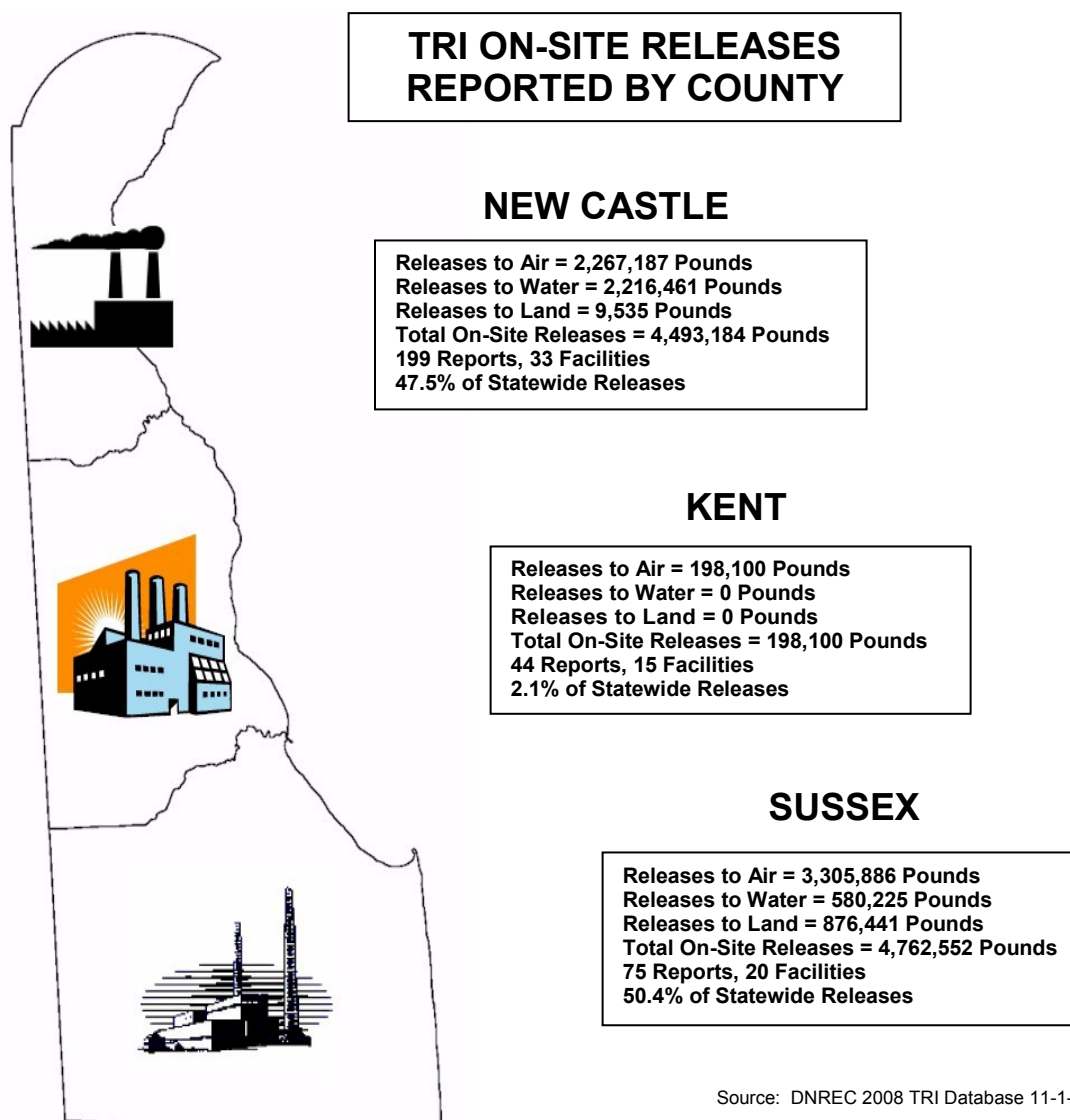 TRI ON-SITE RELEASES
REPORTED BY COUNTY
NEW CASTLE
Releases to Air = 2,267,187 Pounds
Releases to Water = 2,216,461 Pounds
Releases to Land = 9,535 Pounds
Total On-Site Releases = 4,493,184 Pounds
199 Reports, 33 Facilities
47.5% of Statewide Releases
KENT
Releases to Air = 198,100 Pounds
Releases to Water = 0 Pounds
Releases to Land = 0 Pounds
Total On-Site Releases = 198,100 Pounds
44 Reports, 15 Facilities
2.1% of Statewide Releases
SUSSEX
Releases to Air = 3,305,886 Pounds
Releases to Water = 580,225 Pounds
Releases to Land = 876,441 Pounds
Total On-Site Releases = 4,762,552 Pounds
75 Reports, 20 Facilities
50.4% of Statewide Releases
Source: DNREC 2008 TRI Database 11-1-